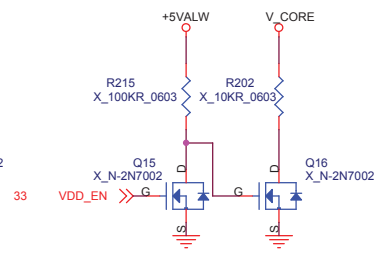 +5VALW V_CORE
R215
X_100KR_0603
R202
X_10KR_0603
Q15
X_N-2N7002
Q16
X_N-2N7002
2
33 VDD_EN G D S
G D S